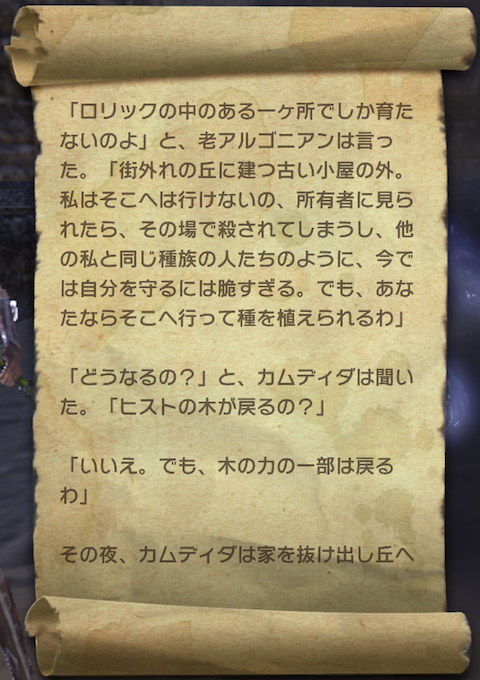 「ロリックの中のある一ヶ所でしか育た
ないのよ」と、老アルゴニアンは言っ
た。「街外れの丘に建つ古い小屋の外。
私はそこへは行けないの、所有者に見ら
れたら、その場で殺されてしまうし、他
の私と同じ種族の人たちのように、今で
は自分を守るには脆すぎる。でも、あな
たならそこへ行って種を植えられるわ」
「どうなるの？」と、カムディダは聞い
た。「ヒストの木が戻るの？」
「いいえ。でも、木の力の一部は戻る
わ」
その夜、カムディダは家を抜け出し丘へ